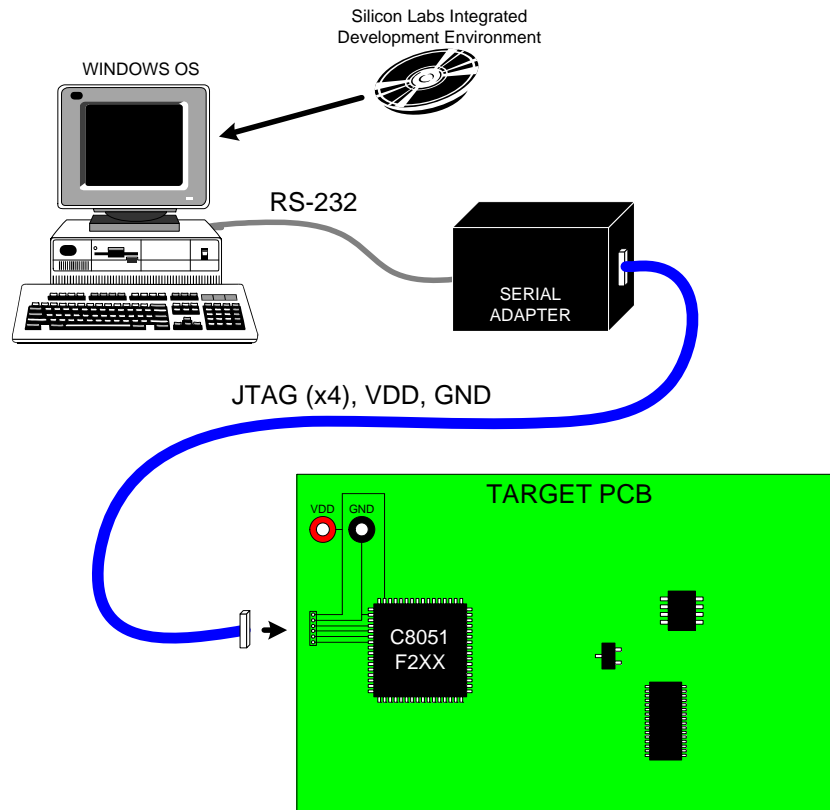 Silicon Labs Integrated
Development Environment
WINDOWS OS
RS-232
SERIAL
ADAPTER
JTAG (x4), VDD, GND
TARGET PCB
VDD
GND
C8051
F2XX